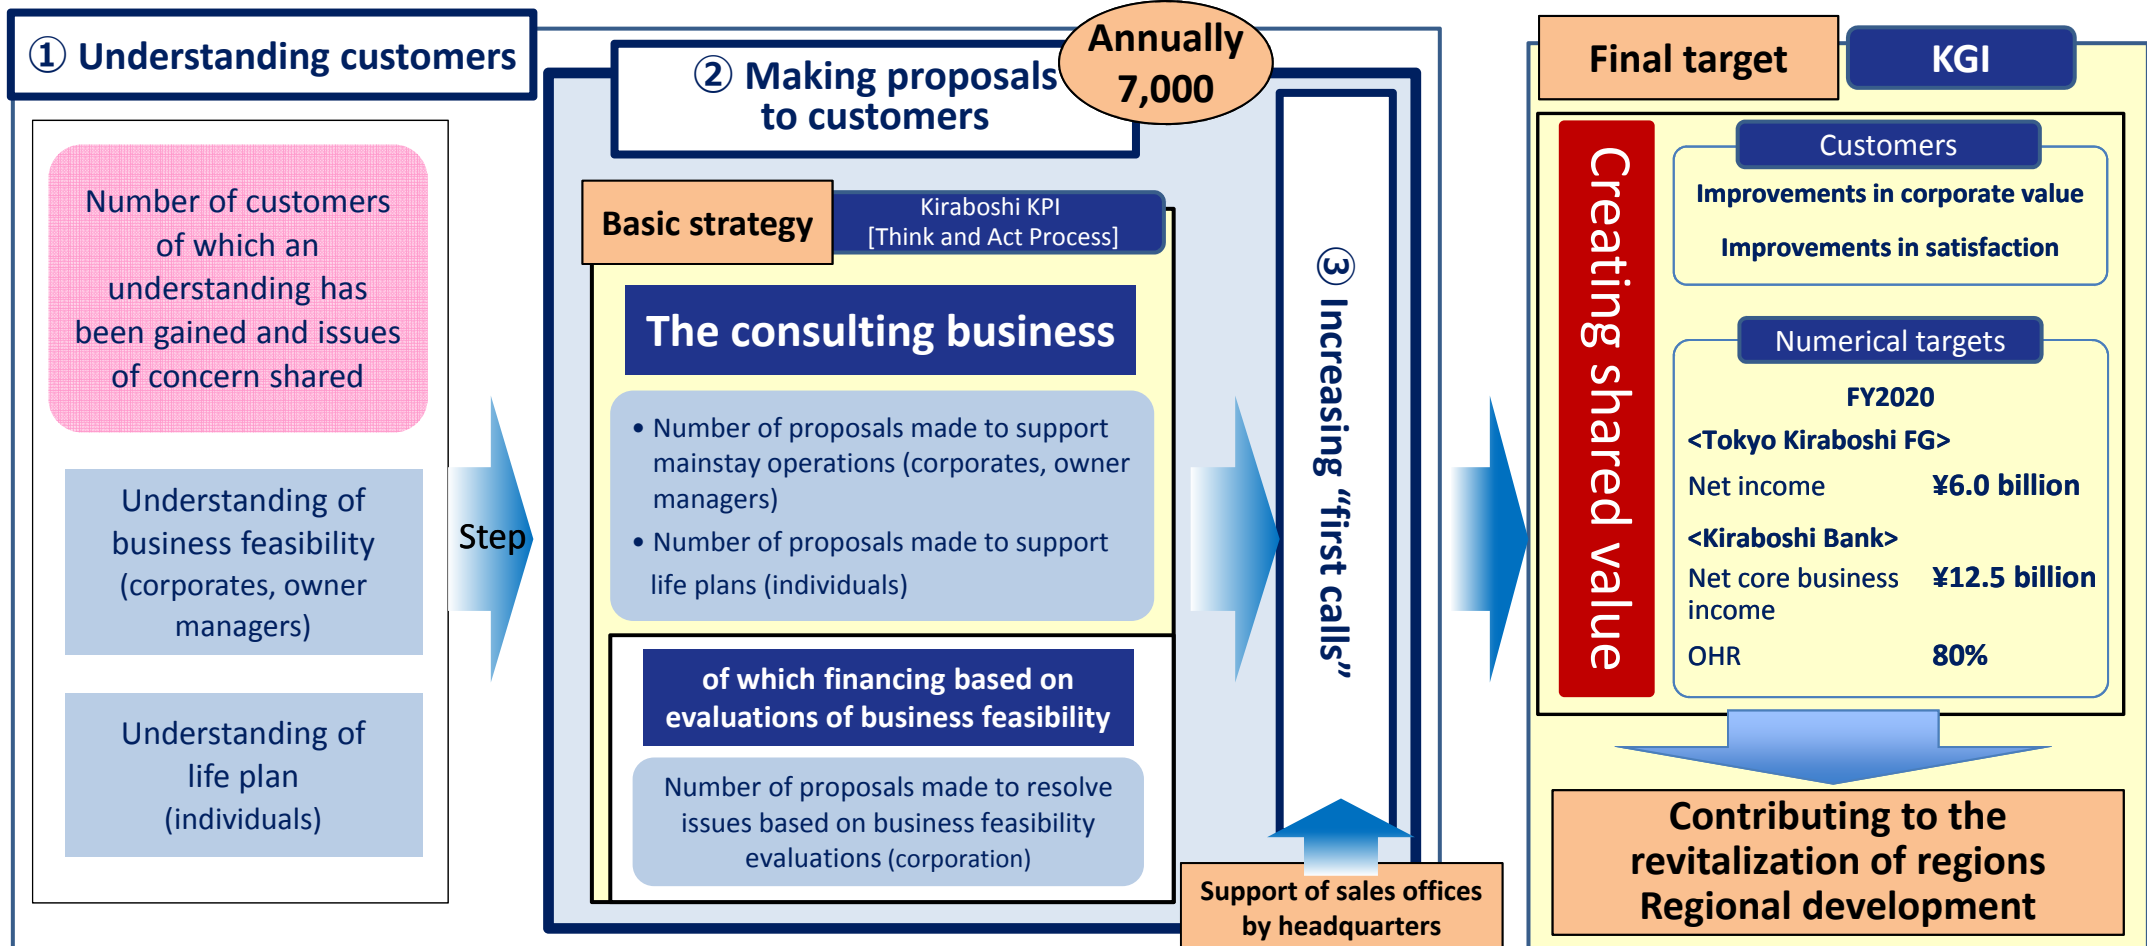 ① Understanding customers
Number of customers
of which an
understanding has
been gained and issues
of concern shared
Understanding of
business feasibility
(corporates, owner
managers)
Understanding of
life plan
(individuals)
Step
② Making proposals
to customers
Annually
7,000
Basic strategy
Kiraboshi KPI
[Think and Act Process]
The consulting business
• Number of proposals made to support
mainstay operations (corporates, owner
managers)
• Number of proposals made to support
life plans (individuals)
of which financing based on
evaluations of business feasibility
Number of proposals made to resolve
issues based on business feasibility
evaluations (corporation)
③ Increasing “first calls”
Support of sales offices
by headquarters
Final target
KGI
Creating shared value
Customers
Improvements in corporate value
Improvements in satisfaction
Numerical targets
FY2020
<Tokyo Kiraboshi FG>
Net income ¥6.0 billion
<Kiraboshi Bank>
Net core business ¥12.5 billion
income
OHR 80%
Contributing to the
revitalization of regions
Regional development